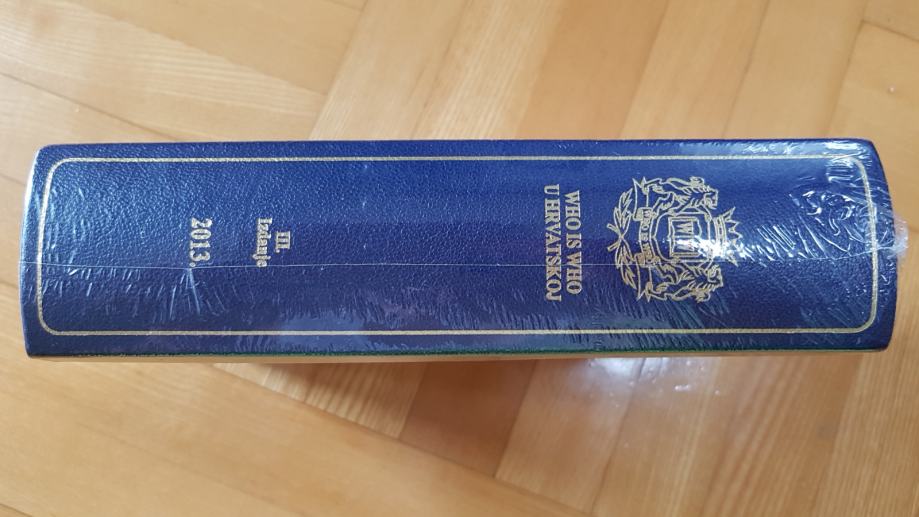 WHO IS WHO
U HRVATSKOJ
III.
Izdanje
2013.